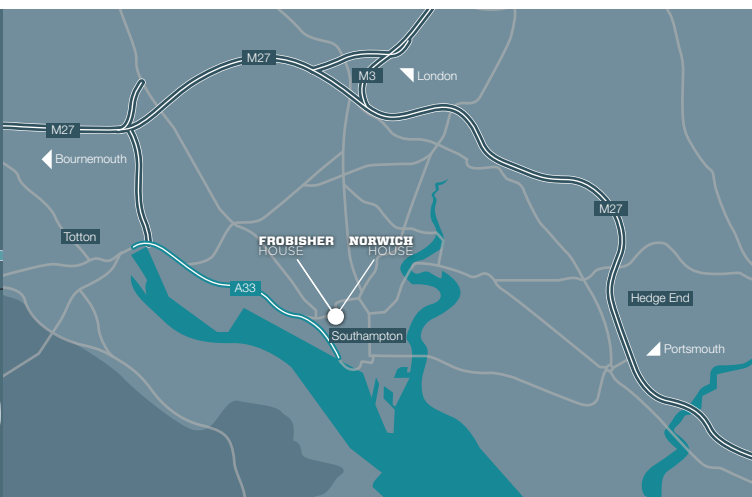 M27
M3
London
M27
Bournemouth
M27
Totton
FROBISHER
HOUSE
NORWICH
HOUSE
A33
Hedge End
Southampton
Portsmouth